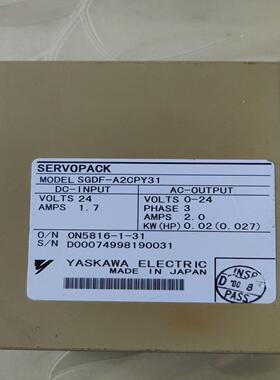 SERVOPACK
MODEL SGDF-A2CPY31
DC-INPUT AC-OUTPUT
VOLTS 24 VOLTS 0-24
AMPS 1.7 PHASE 3
AMPS 2.0
KW(HP) 0.02(0.027)
O/N 0N5816-1-31
S/N D00074998190031
YASKAWA ELECTRIC
MADE IN JAPAN
INSP
D '00 8
PASS